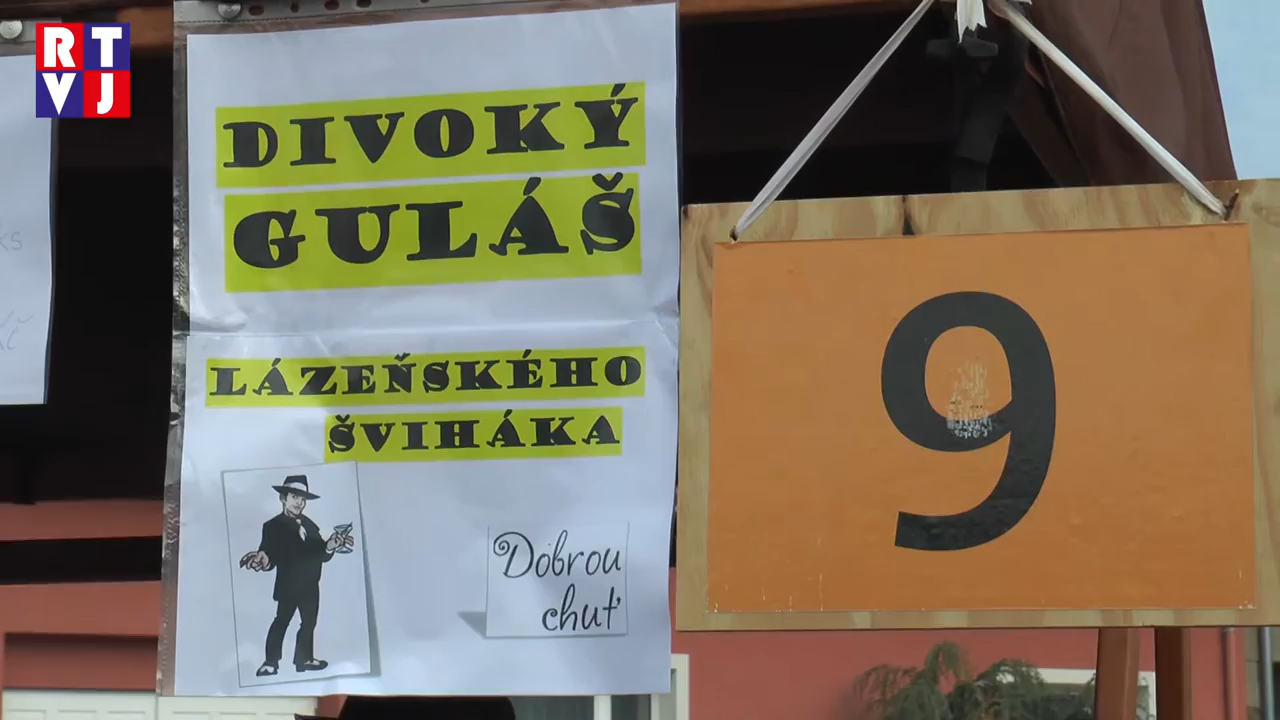 RT
VJ
DIVOKÝ
GULÁŠ
LÁZEŇSKÉHO
ŠVIHÁKA
Dobrou
chuť
9